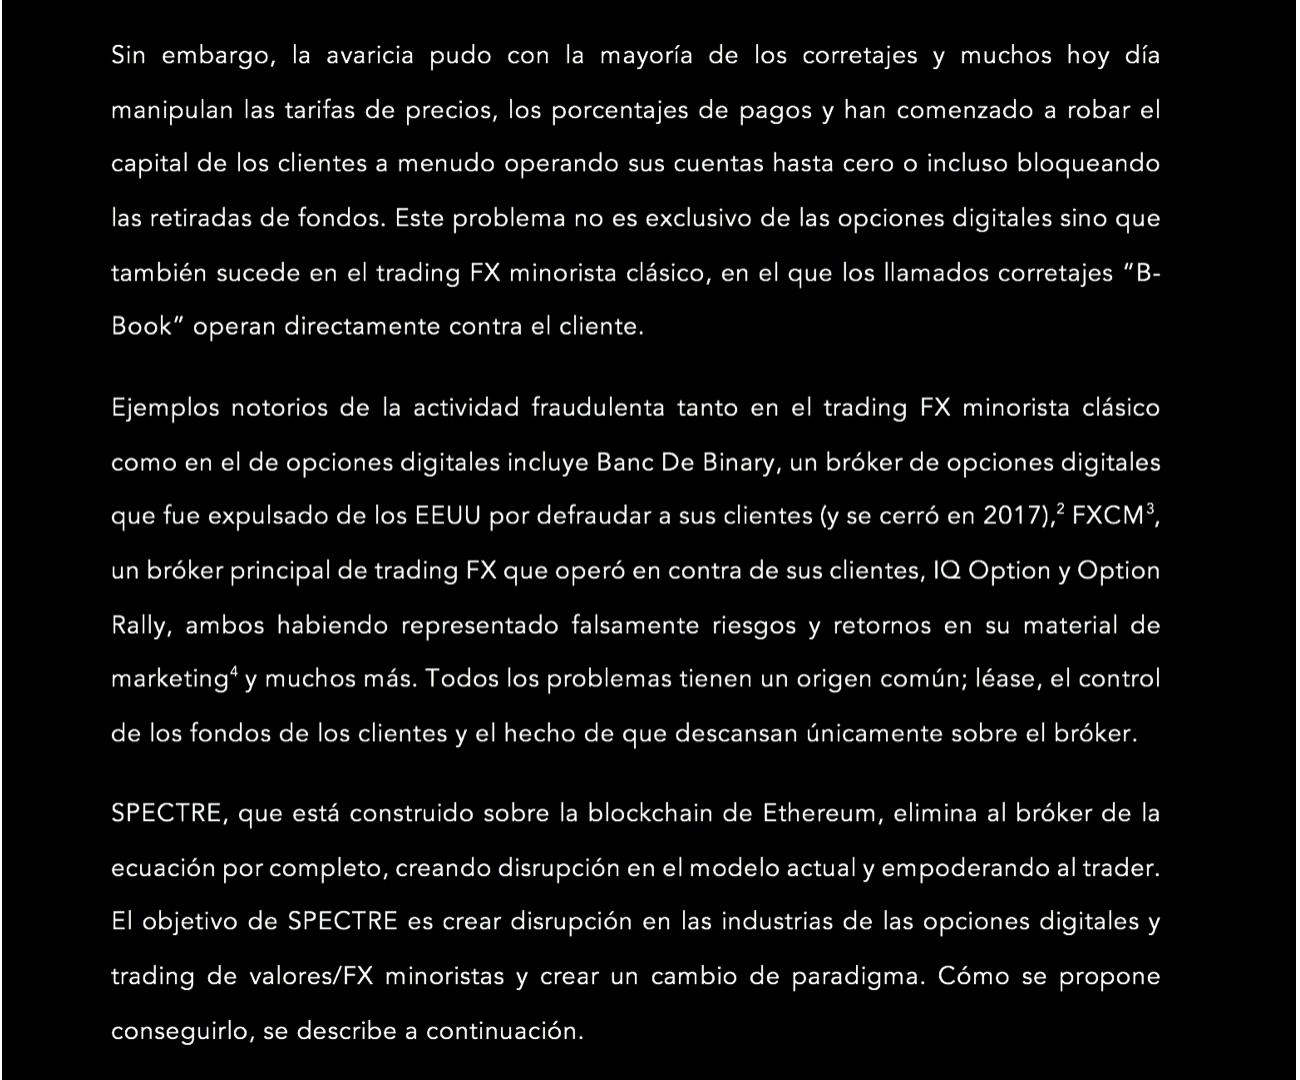 Sin embargo, la avaricia pudo con la mayoría de los corretajes y muchos hoy día
manipulan las tarifas de precios, los porcentajes de pagos y han comenzado a robar el
capital de los clientes a menudo operando sus cuentas hasta cero o incluso bloqueando
las retiradas de fondos. Este problema no es exclusivo de las opciones digitales sino que
también sucede en el trading FX minorista clásico, en el que los llamados corretajes “B-
Book” operan directamente contra el cliente.
Ejemplos notorios de la actividad fraudulenta tanto en el trading FX minorista clásico
como en el de opciones digitales incluye Banc De Binary, un bróker de opciones digitales
que fue expulsado de los EEUU por defraudar a sus clientes (y se cerró en 2017),² FXCM³,
un bróker principal de trading FX que operó en contra de sus clientes, IQ Option y Option
Rally, ambos habiendo representado falsamente riesgos y retornos en su material de
marketing⁴ y muchos más. Todos los problemas tienen un origen común; léase, el control
de los fondos de los clientes y el hecho de que descansan únicamente sobre el bróker.
SPECTRE, que está construido sobre la blockchain de Ethereum, elimina al bróker de la
ecuación por completo, creando disrupción en el modelo actual y empoderando al trader.
El objetivo de SPECTRE es crear disrupción en las industrias de las opciones digitales y
trading de valores/FX minoristas y crear un cambio de paradigma. Cómo se propone
conseguirlo, se describe a continuación.